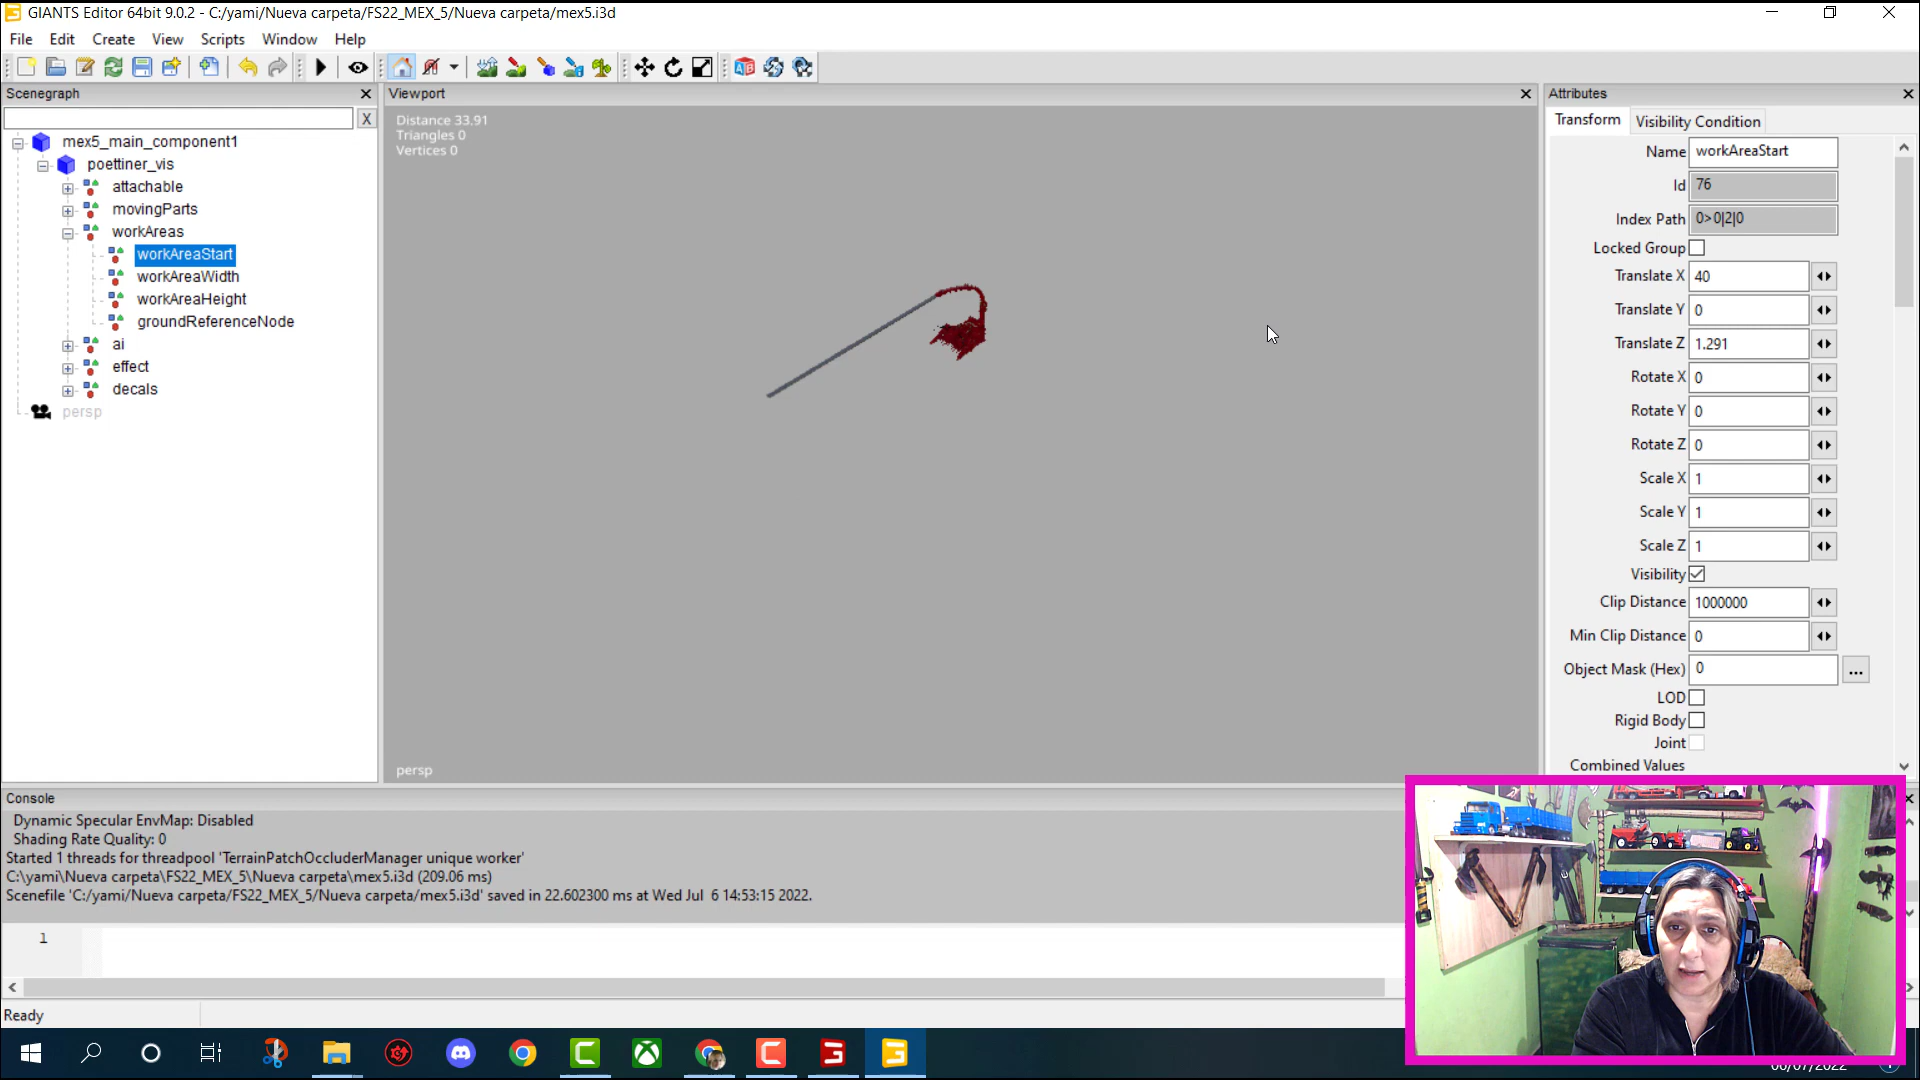 GIANTS Editor 64bit 9.0.2 - C:/yami/Nueva carpeta/FS22_MEX_5/Nueva carpeta/mex5.i3d
File Edit Create View Scripts Window Help
Scenegraph
X
mex5_main_component1
poettiner_vis
attachable
movingParts
workAreas
workAreaStart
workAreaWidth
workAreaHeight
groundReferenceNode
ai
effect
decals
persp
Viewport
Distance 33.91
Triangles 0
Vertices 0
persp
Attributes
Transform Visibility Condition
Name workAreaStart
Id 76
Index Path 0>0|2|0
Locked Group
Translate X 40
Translate Y 0
Translate Z 1.291
Rotate X 0
Rotate Y 0
Rotate Z 0
Scale X 1
Scale Y 1
Scale Z 1
Visibility
Clip Distance 1000000
Min Clip Distance 0
Object Mask (Hex) 0 ...
LOD
Rigid Body
Joint
Combined Values
Console
Dynamic Specular EnvMap: Disabled
Shading Rate Quality: 0
Started 1 threads for threadpool 'TerrainPatchOccluderManager unique worker'
C:\yami\Nueva carpeta\FS22_MEX_5\Nueva carpeta\mex5.i3d (209.06 ms)
Scenefile 'C:/yami/Nueva carpeta/FS22_MEX_5/Nueva carpeta/mex5.i3d' saved in 22.602300 ms at Wed Jul 6 14:53:15 2022.
1
Ready
06/07/2022